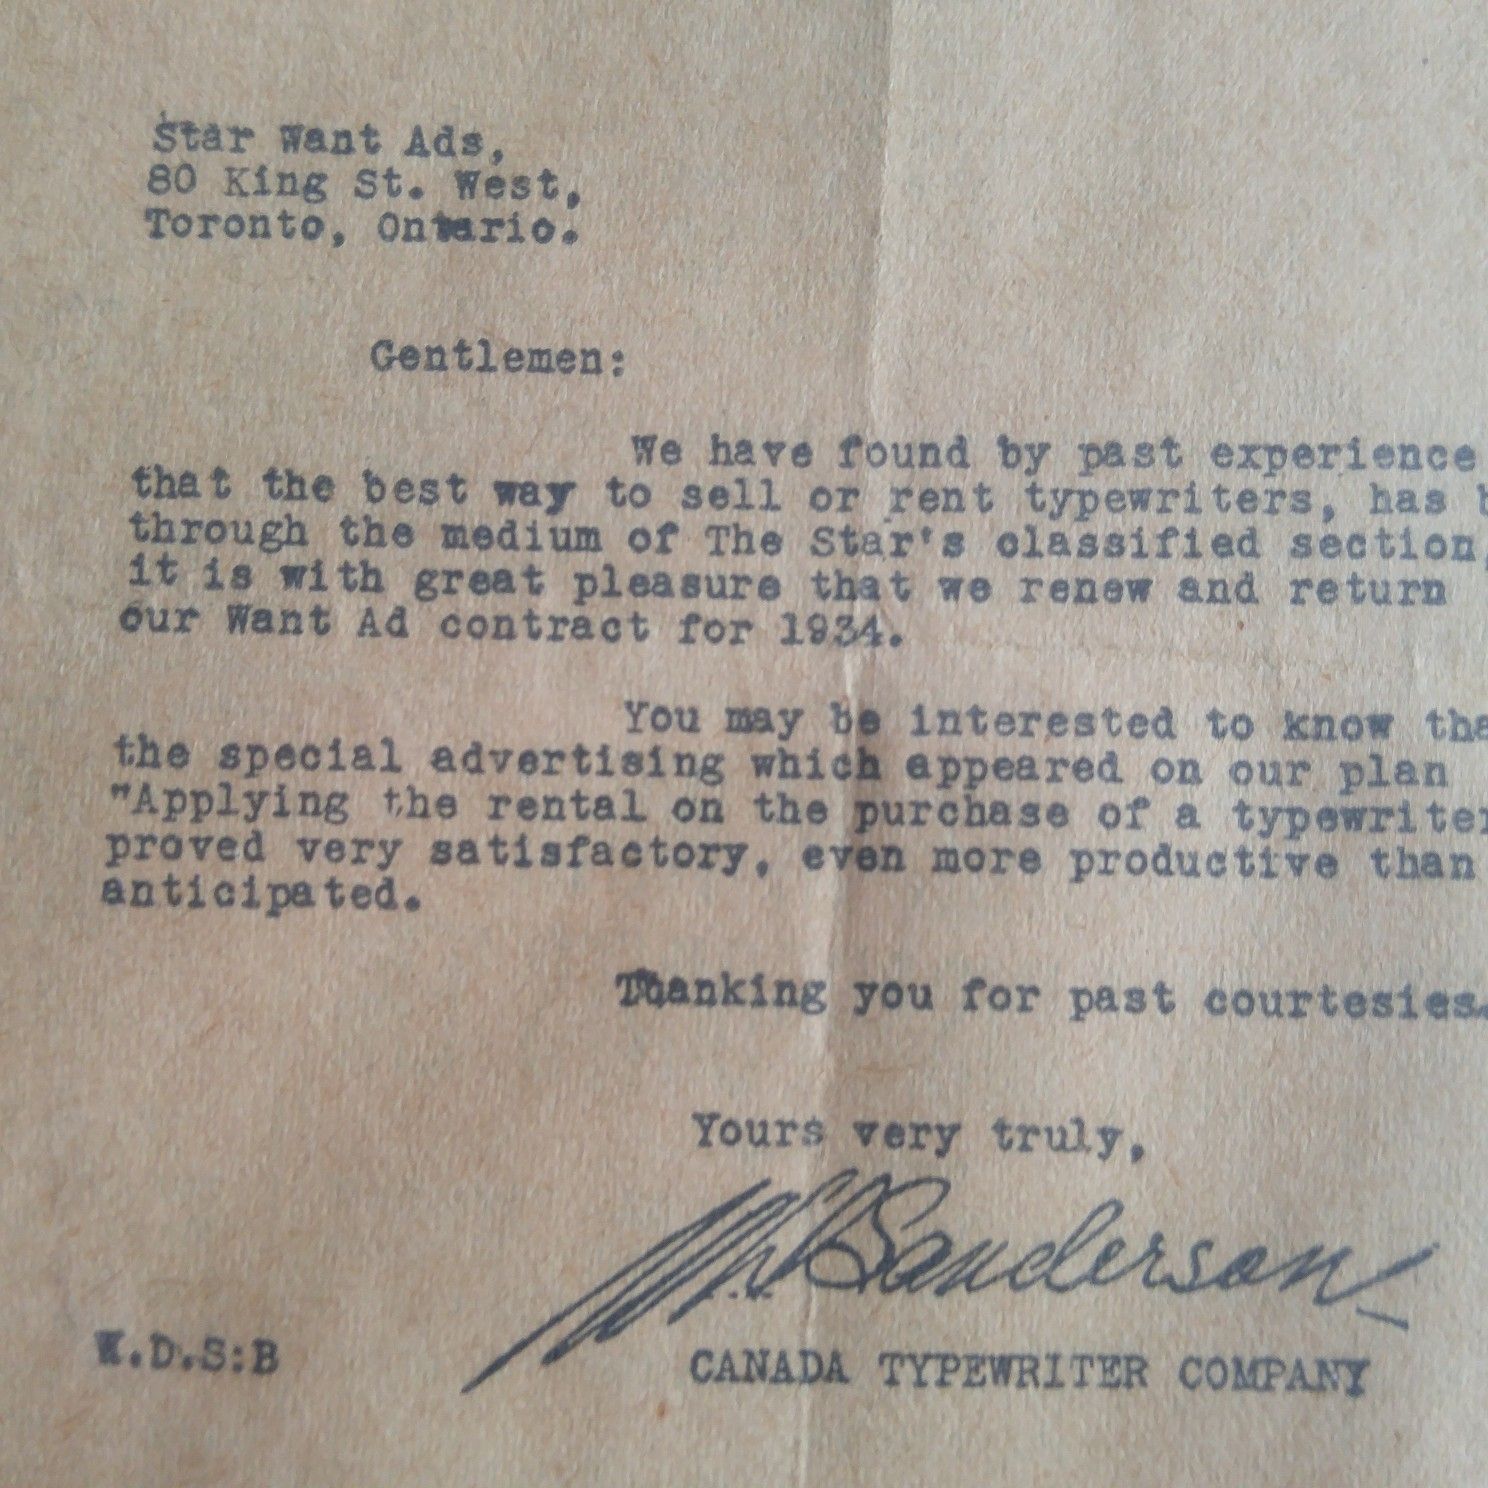 Star Want Ads,
80 King St. West,
Toronto, Ontario.
Gentlemen:
We have found by past experience
that the best way to sell or rent typewriters, has b
through the medium of The Star's classified section,
it is with great pleasure that we renew and return
our Want Ad contract for 1934.
You may be interested to know tha
the special advertising which appeared on our plan
"Applying the rental on the purchase of a typewriter
proved very satisfactory, even more productive than
anticipated.
Thanking you for past courtesies.
Yours very truly,
Sanderson
W.D.S:B
CANADA TYPEWRITER COMPANY